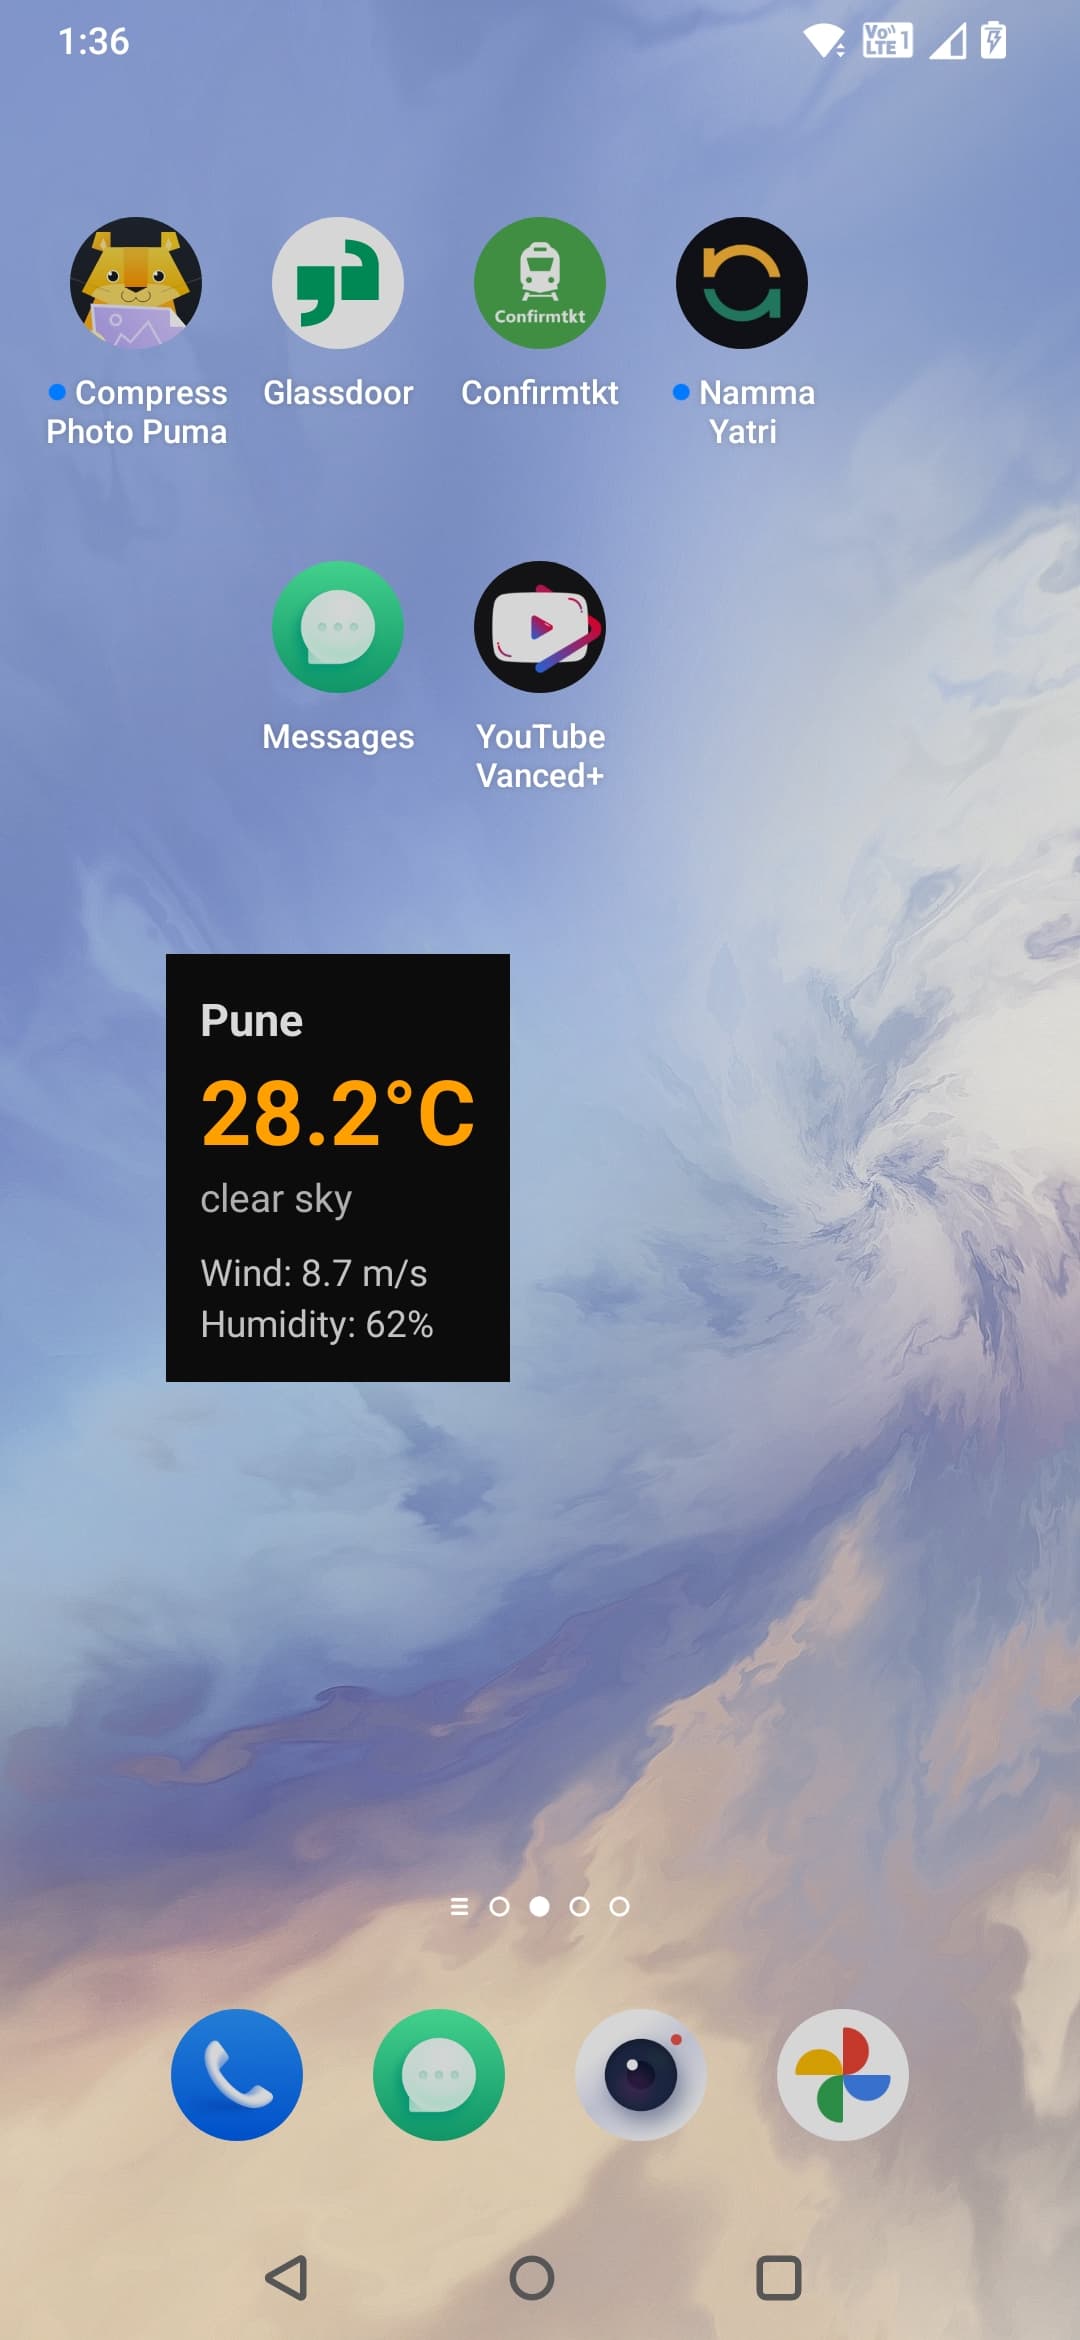 1:36
Vo LTE 1
Confirmtkt
Compress
Photo Puma
Glassdoor
Confirmtkt
Namma
Yatri
Messages
YouTube
Vanced+
Pune
28.2°C
clear sky
Wind: 8.7 m/s
Humidity: 62%